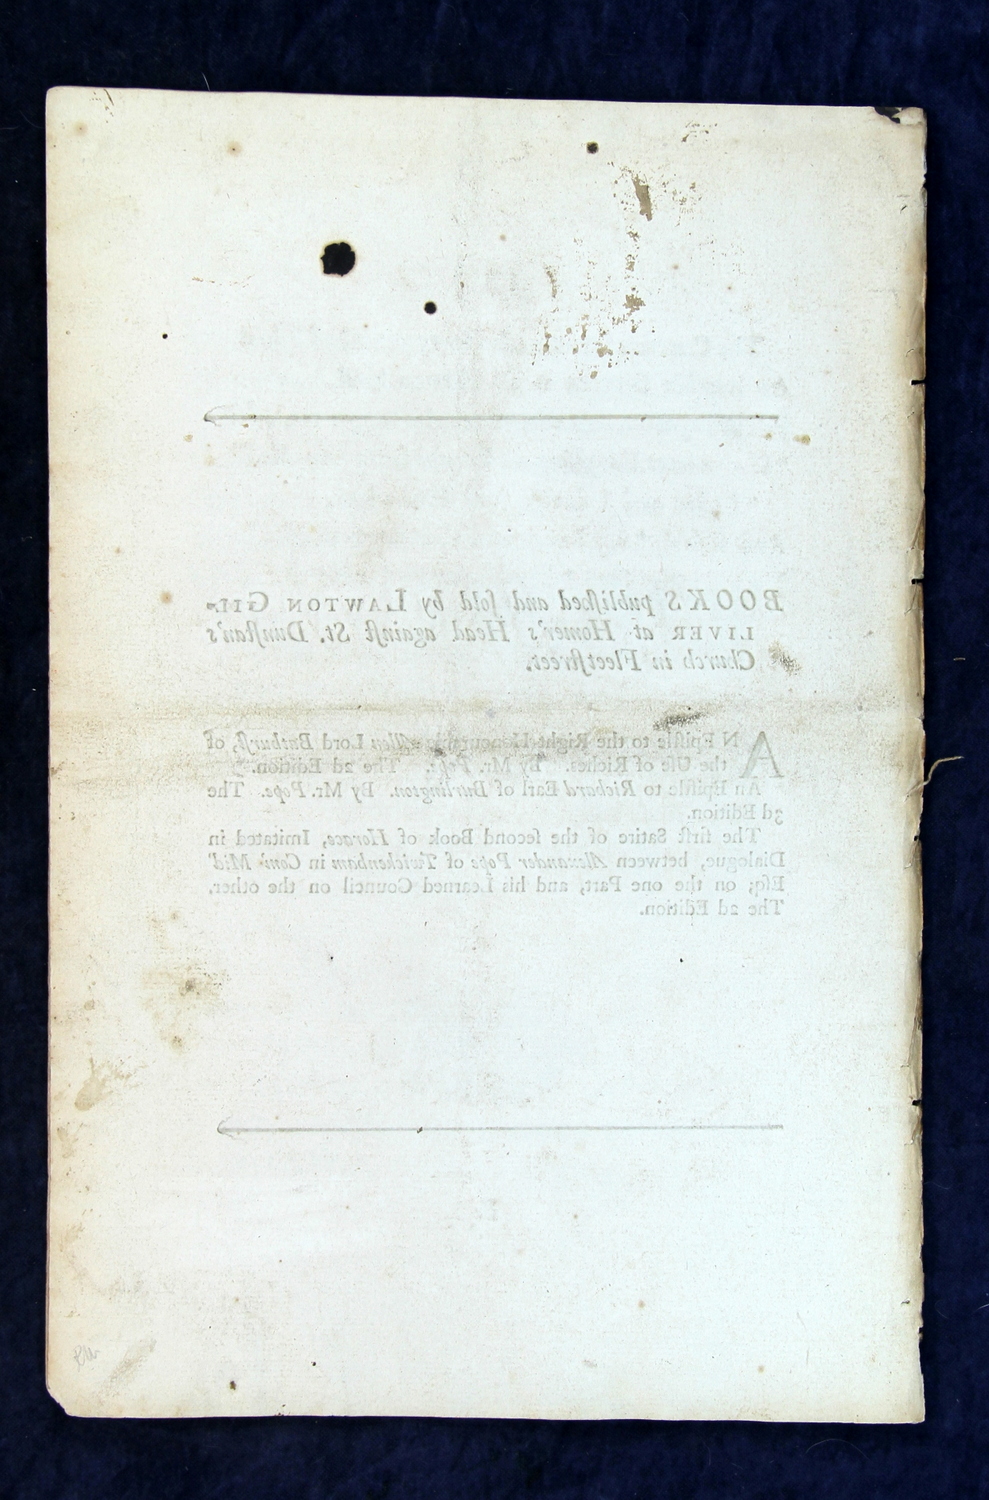 BOOKS publiſhed and ſold by LAWTON GIL-
LIVER at Homer's Head againſt St. Dunſtan's
Church in Fleetſtreet.
AN Epiſtle to the Right Honourable Allen Lord Bathurſt, of
the Uſe of Riches. By Mr. Pope. The 2d Edition.
An Epiſtle to Richard Earl of Burlington. By Mr. Pope. The
3d Edition.
The firſt Satire of the ſecond Book of Horace, Imitated in
Dialogue, between Alexander Pope of Twickenham in Com' Mid'
Eſq; on the one Part, and his Learned Council on the other.
The 2d Edition.